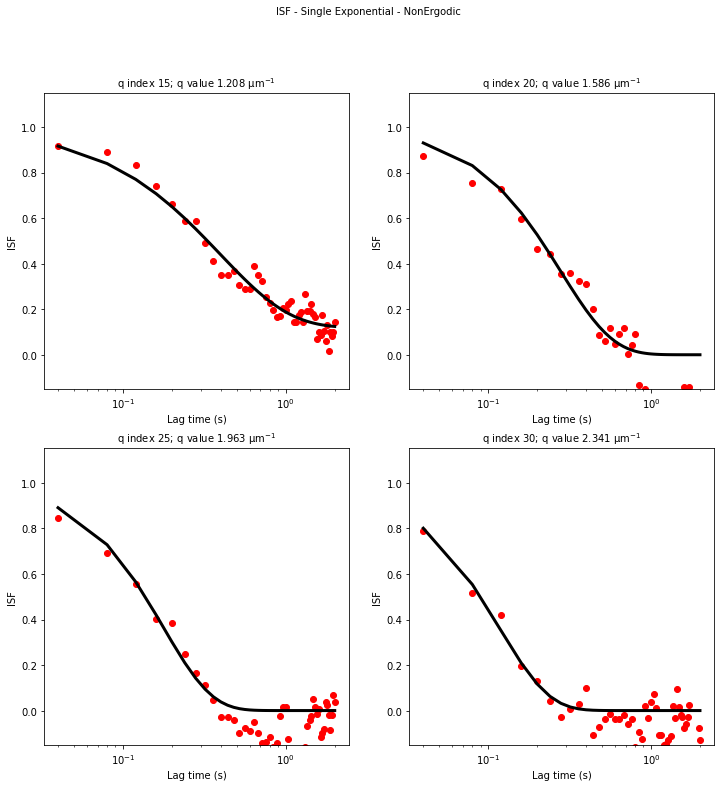 ISF - Single Exponential - NonErgodic
q index 15; q value 1.208 μm⁻¹
q index 20; q value 1.586 μm⁻¹
1.0
0.8
0.6
0.4
0.2
0.0
ISF
10⁻¹
10⁰
Lag time (s)
1.0
0.8
0.6
0.4
0.2
0.0
ISF
10⁻¹
10⁰
Lag time (s)
q index 25; q value 1.963 μm⁻¹
q index 30; q value 2.341 μm⁻¹
1.0
0.8
0.6
0.4
0.2
0.0
ISF
10⁻¹
10⁰
Lag time (s)
1.0
0.8
0.6
0.4
0.2
0.0
ISF
10⁻¹
10⁰
Lag time (s)